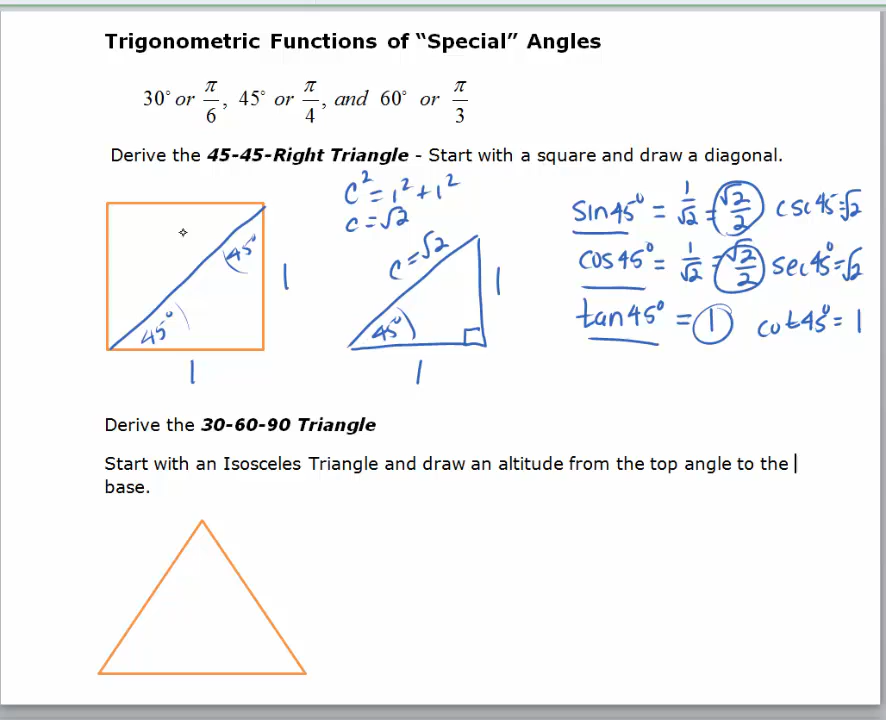 Trigonometric Functions of “Special” Angles
30° or π/6, 45° or π/4, and 60° or π/3
Derive the 45-45-Right Triangle - Start with a square and draw a diagonal.
c² = 1² + 1²
c = √2
45°
45°
1
1
c = √2
45°
1
1
sin 45° = 1/√2 = √2/2 csc 45° = √2
cos 45° = 1/√2 = √2/2 sec 45° = √2
tan 45° = 1 cot 45° = 1
Derive the 30-60-90 Triangle
Start with an Isosceles Triangle and draw an altitude from the top angle to the
base.